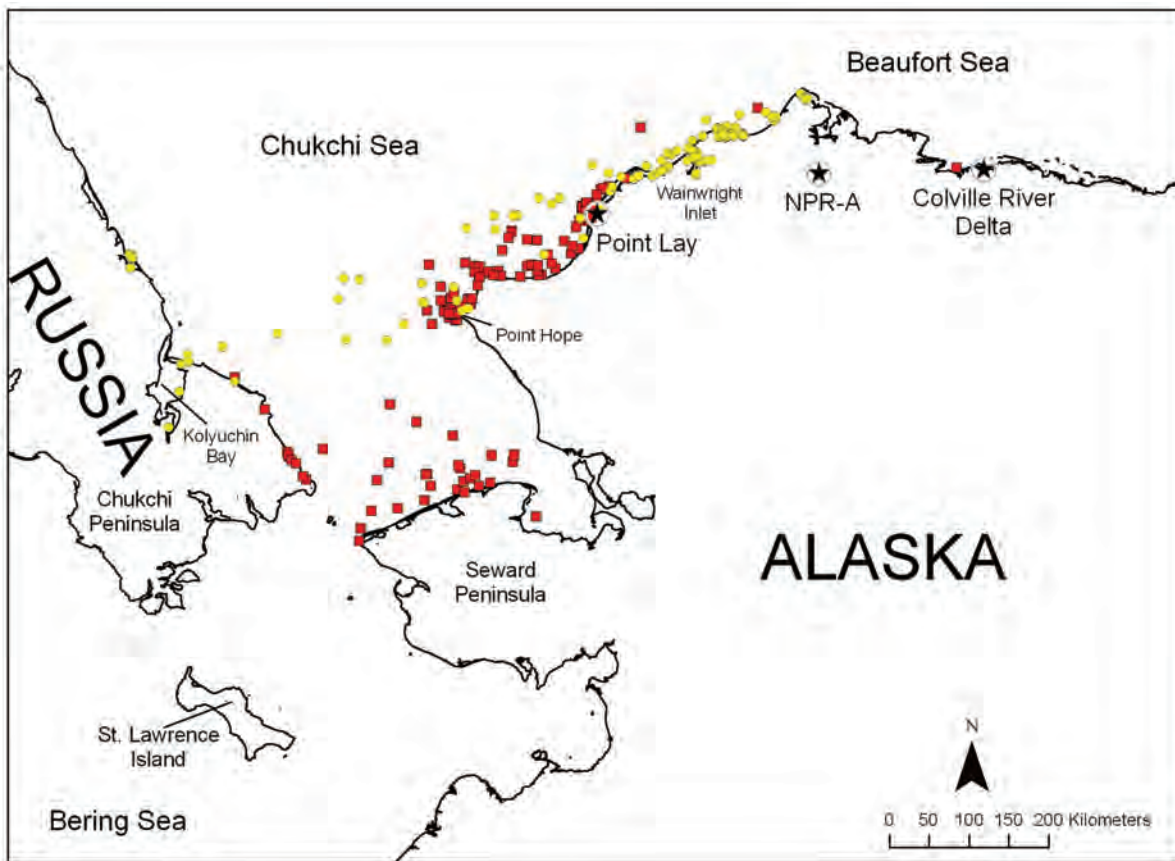 Beaufort Sea
Chukchi Sea
Wainwright
Inlet
NPR-A
Colville River
Delta
Point Lay
RUSSIA
Point Hope
Kolyuchin
Bay
Chukchi
Peninsula
Seward
Peninsula
ALASKA
St. Lawrence
Island
N
Bering Sea
0 50 100 150 200 Kilometers